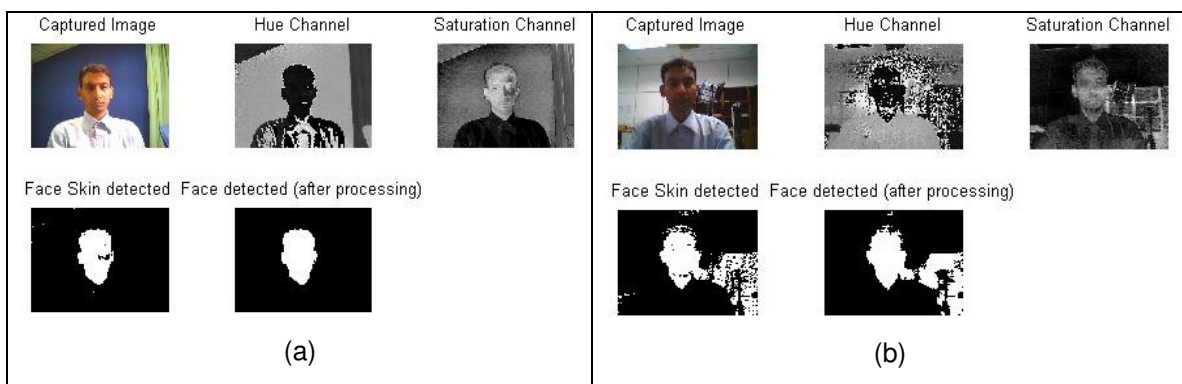 Captured Image
Hue Channel
Saturation Channel
Face Skin detected
Face detected (after processing)
(a)
Captured Image
Hue Channel
Saturation Channel
Face Skin detected
Face detected (after processing)
(b)